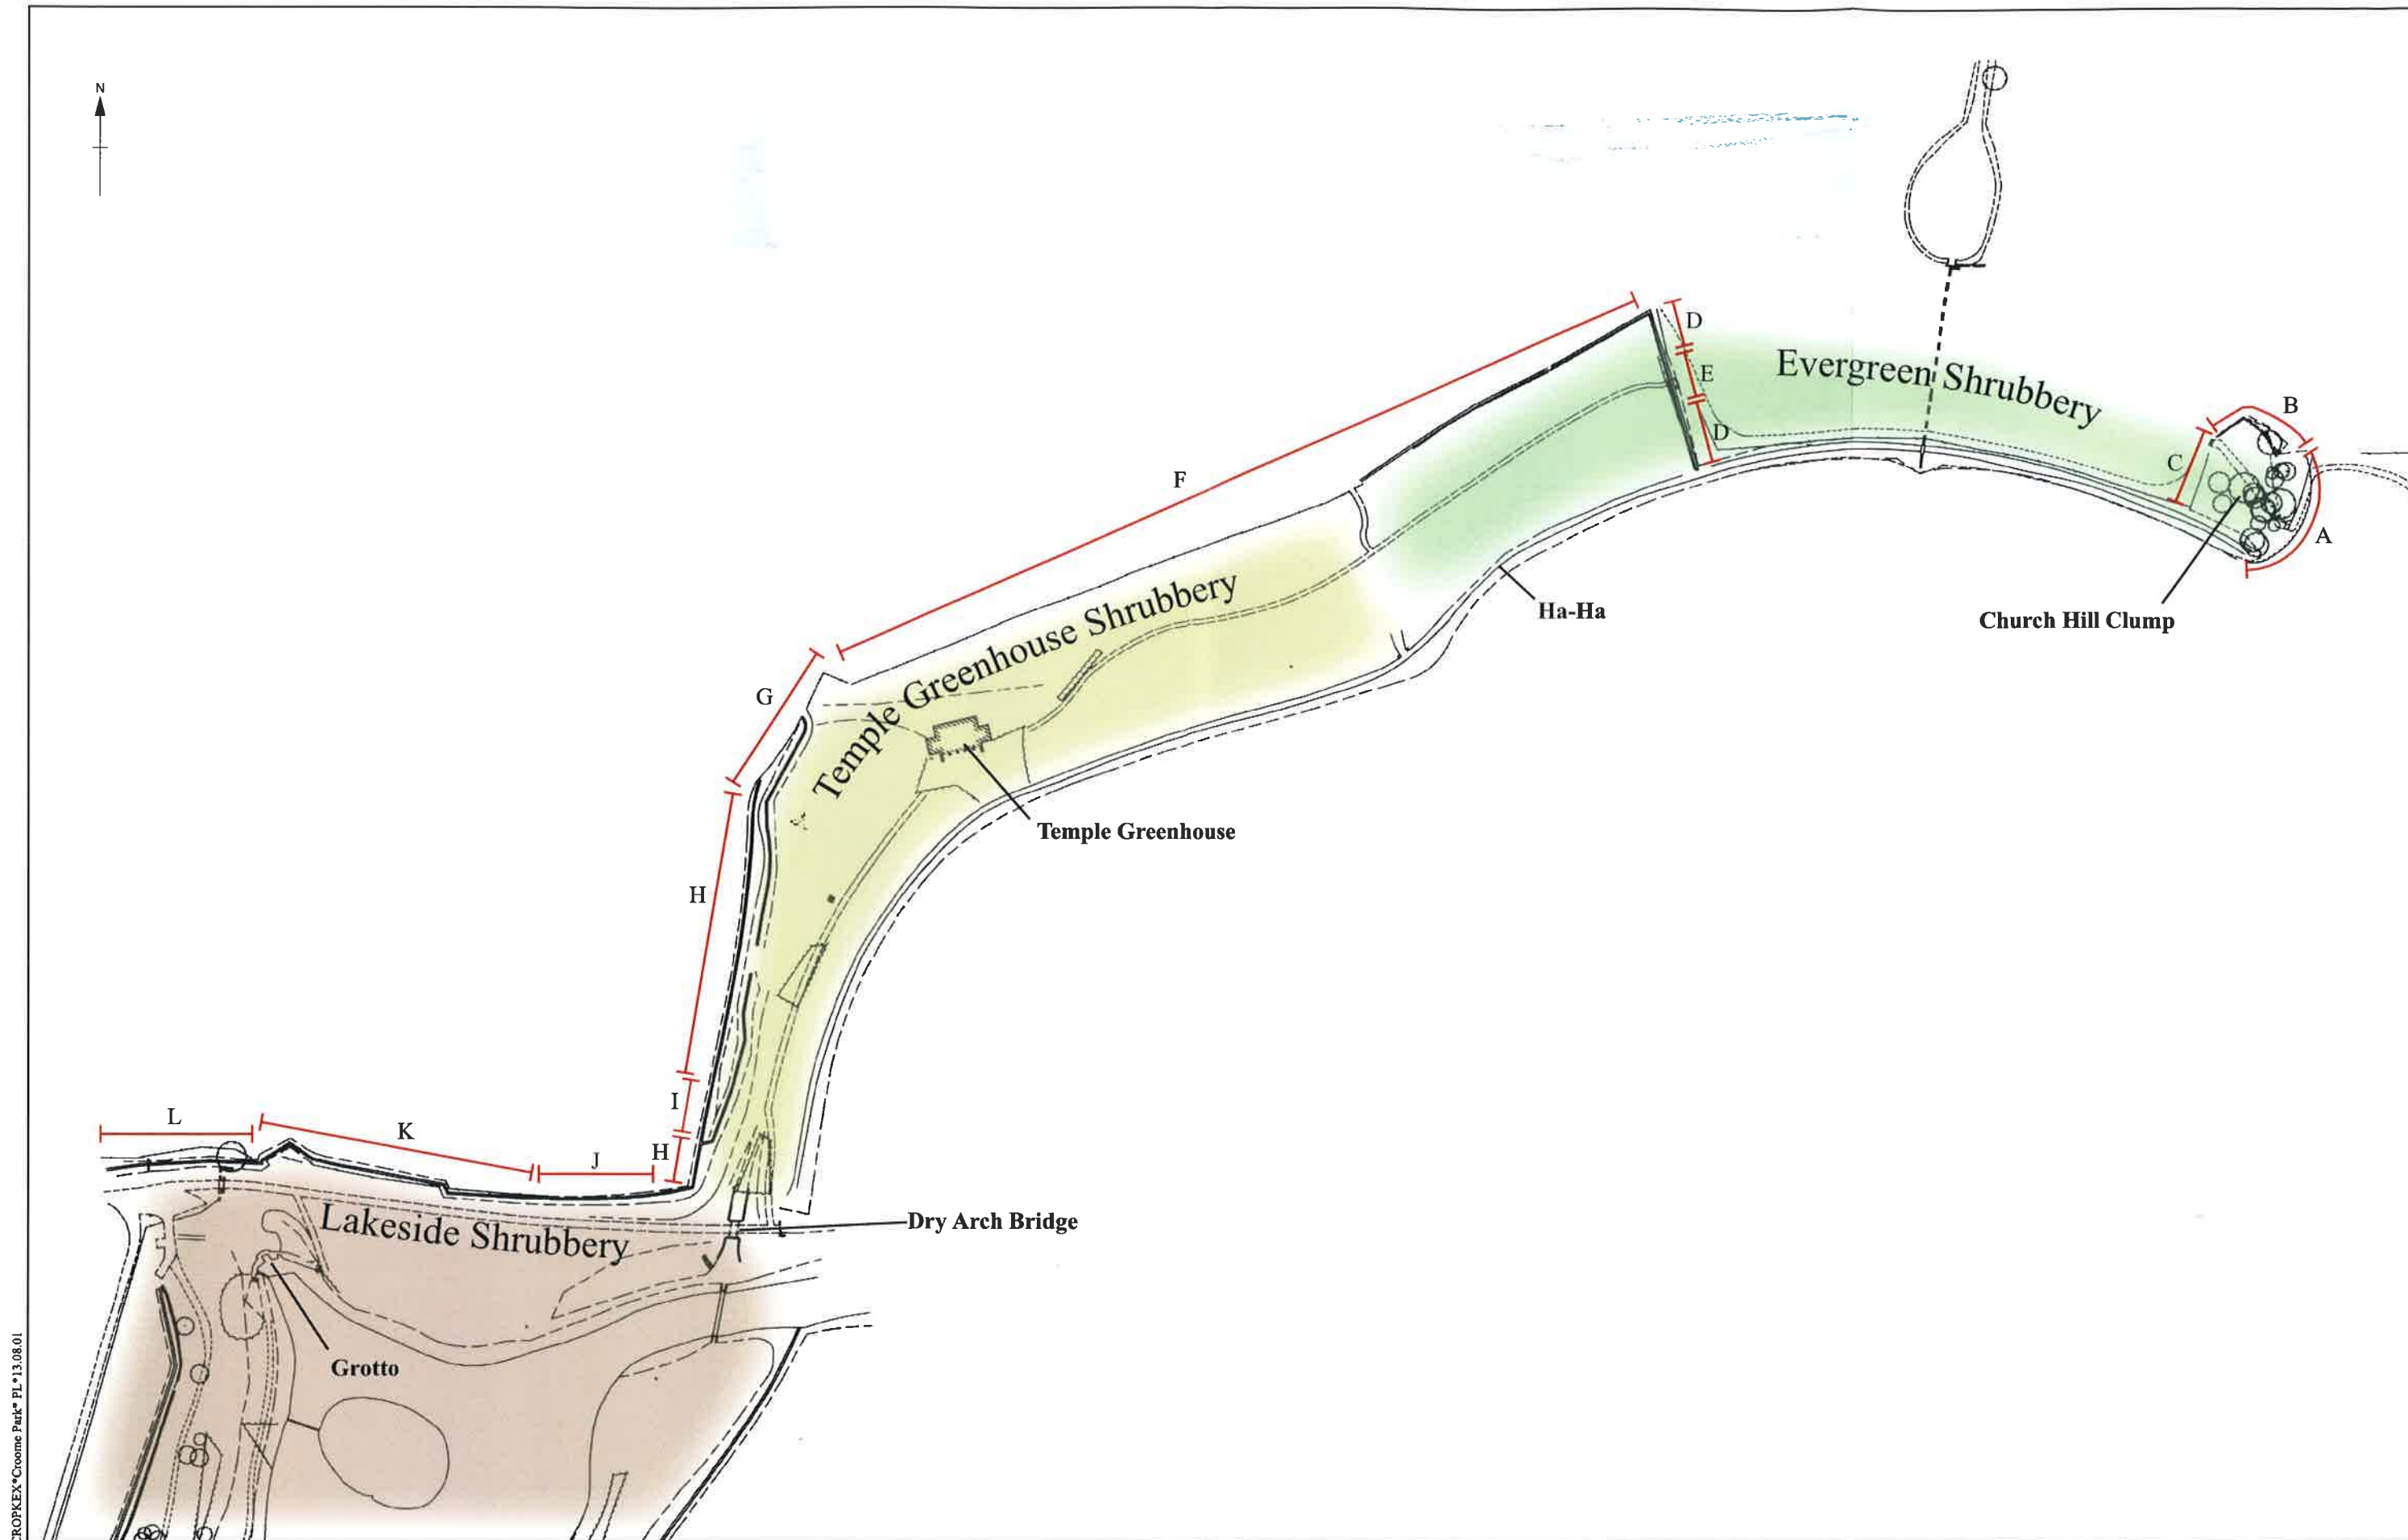 N
D
E
D
Evergreen Shrubbery
B
C
A
F
Ha-Ha
Church Hill Clump
Temple Greenhouse Shrubbery
G
Temple Greenhouse
H
I
H
L
K
J
Lakeside Shrubbery
Dry Arch Bridge
Grotto
CROPKEX*Croome Park* PL*13.08.01